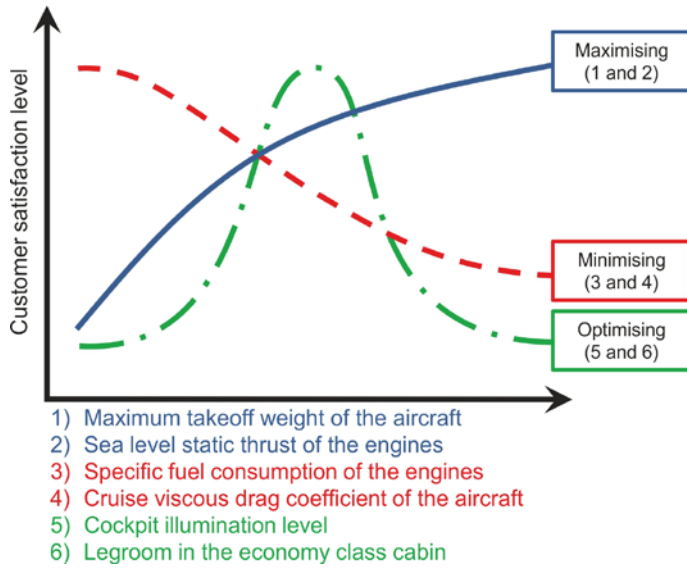 Customer satisfaction level
Maximising
(1 and 2)
Minimising
(3 and 4)
Optimising
(5 and 6)
1) Maximum takeoff weight of the aircraft
2) Sea level static thrust of the engines
3) Specific fuel consumption of the engines
4) Cruise viscous drag coefficient of the aircraft
5) Cockpit illumination level
6) Legroom in the economy class cabin